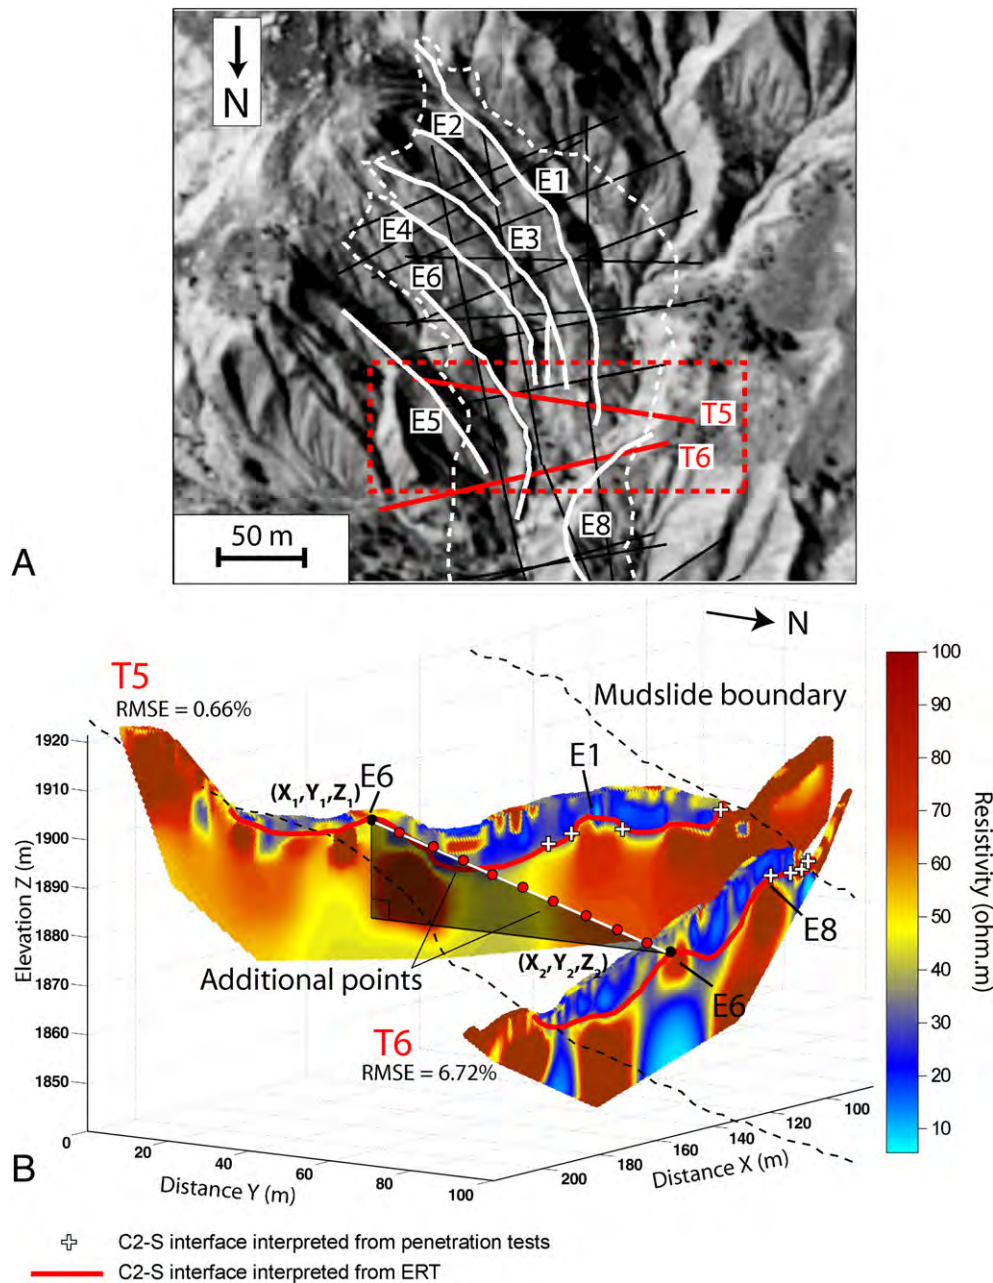 N
E2
E1
E4
E3
E6
E5
T5
T6
E8
50 m
A
N
T5
RMSE = 0.66%
Mudslide boundary
E6
(X1,Y1,Z1)
E1
1920
1910
1900
1890
1880
1870
1860
1850
Elevation Z (m)
E8
Additional points
(X2,Y2,Z2)
E6
T6
RMSE = 6.72%
0
20
40
60
80
100
Distance Y (m)
200
180
160
140
120
100
Distance X (m)
100
90
80
70
60
50
40
30
20
10
Resistivity (ohm.m)
B
C2-S interface interpreted from penetration tests
C2-S interface interpreted from ERT